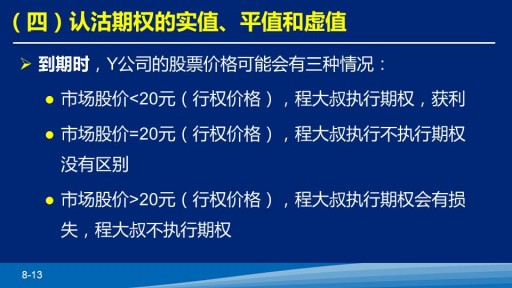 （四）认沽期权的实值、平值和虚值
到期时，Y公司的股票价格可能会有三种情况：
市场股价<20元（行权价格），程大叔执行期权，获利
市场股价=20元（行权价格），程大叔执行不执行期权
没有区别
市场股价>20元（行权价格），程大叔执行期权会有损
失，程大叔不执行期权
8-13